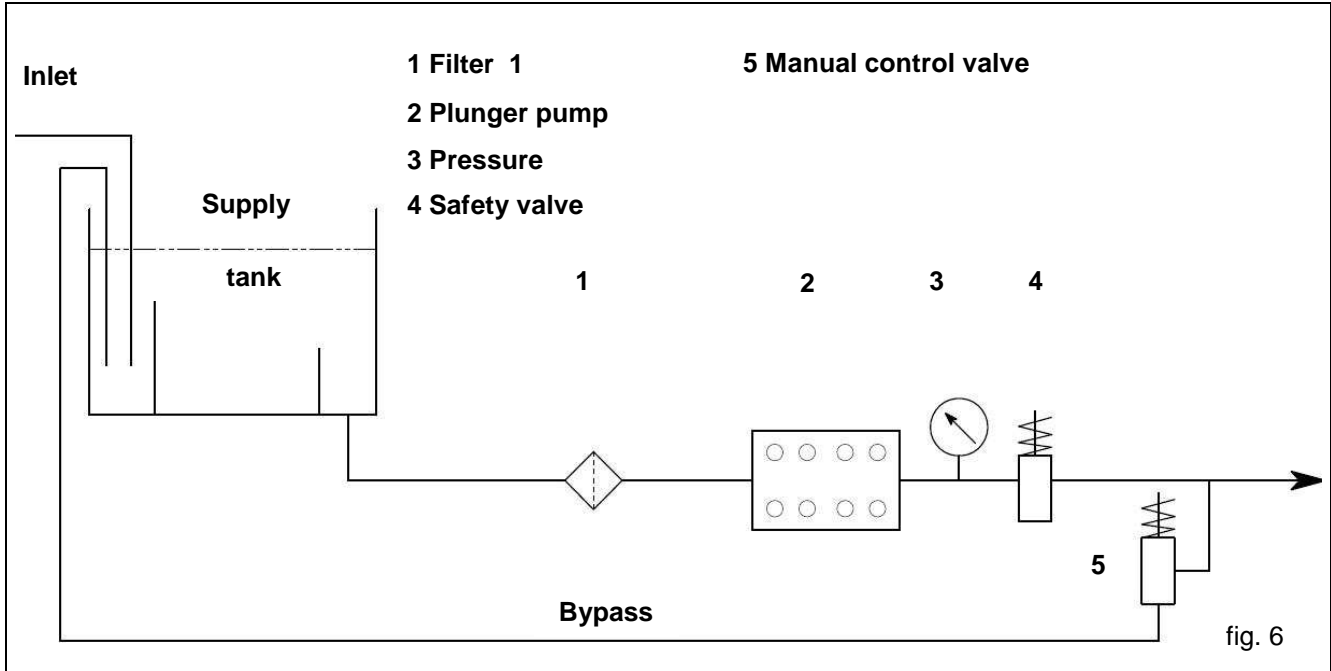 Inlet
1 Filter 1
2 Plunger pump
3 Pressure
4 Safety valve
5 Manual control valve
Supply
tank
1
2
3
4
5
Bypass
fig. 6